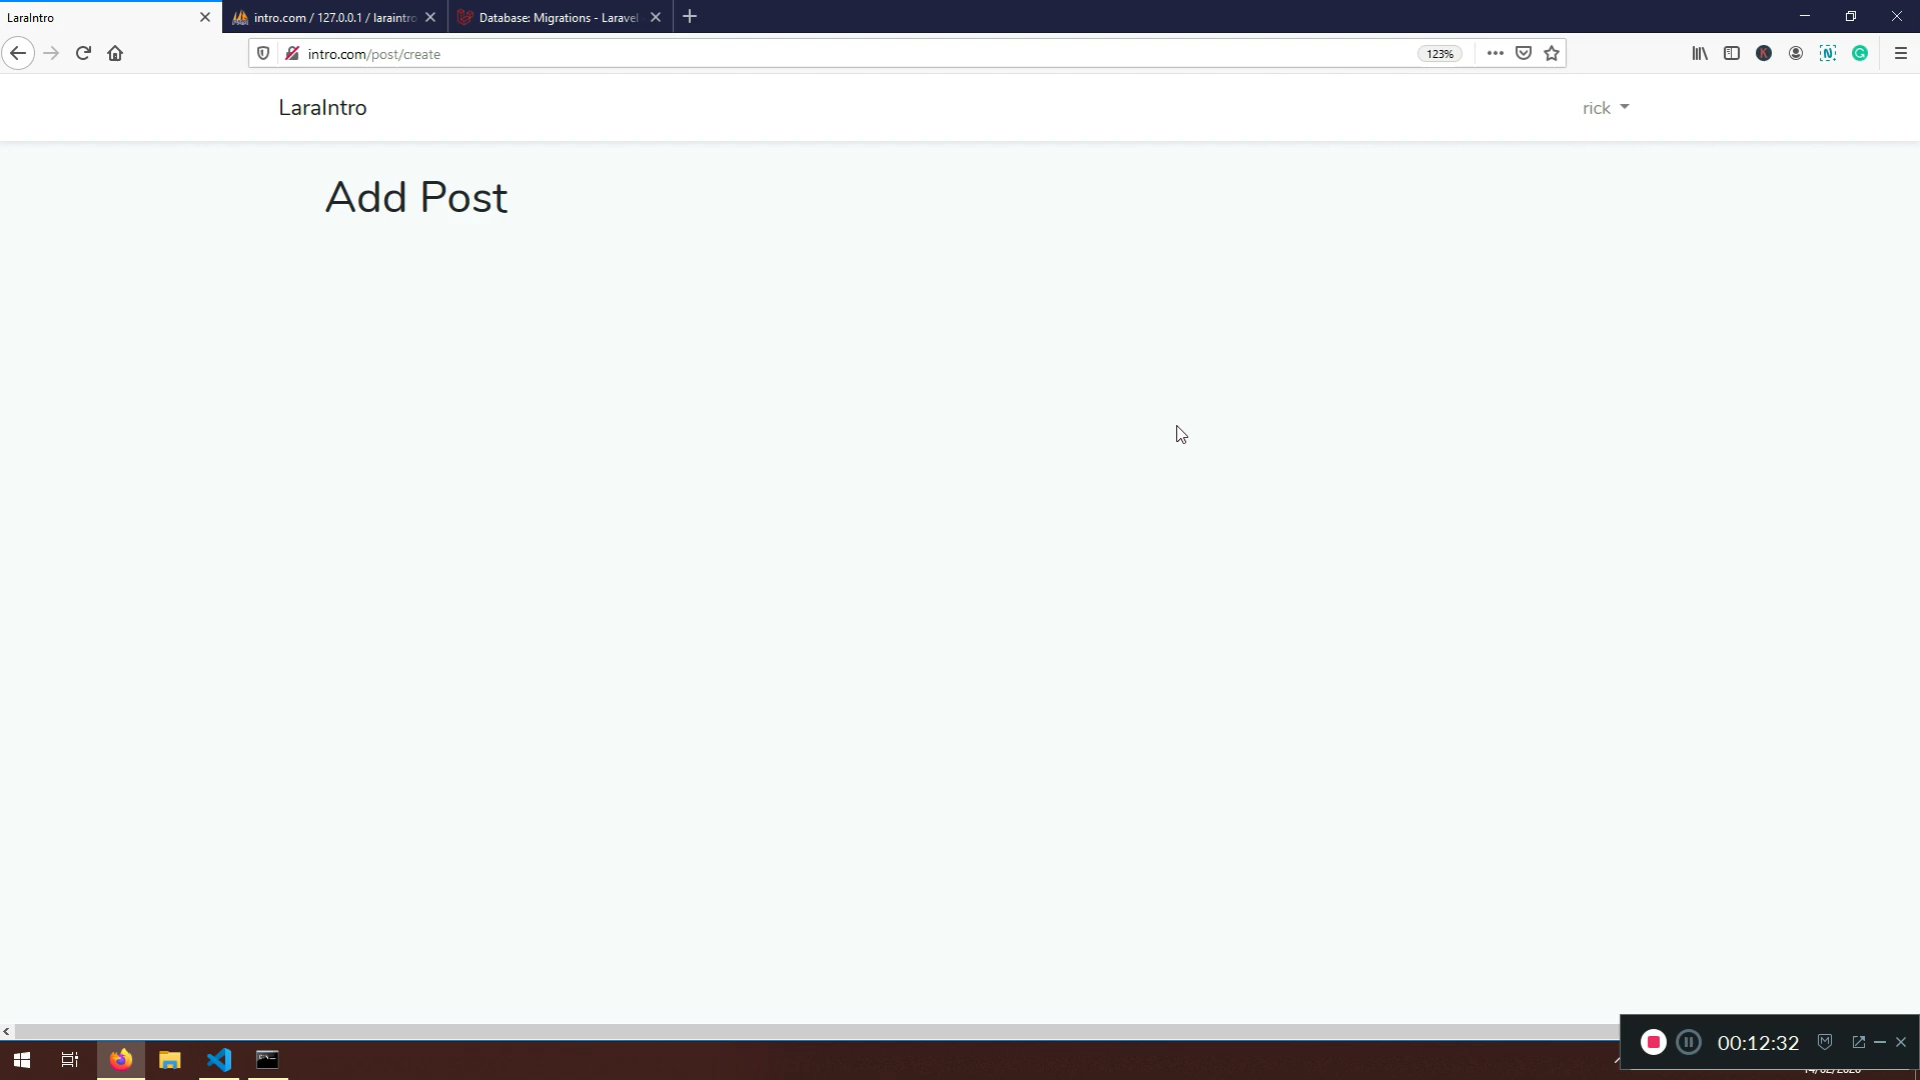 LaraIntro
intro.com / 127.0.0.1 / laraintro
Database: Migrations - Laravel
intro.com/post/create
123%
LaraIntro
rick
Add Post
00:12:32